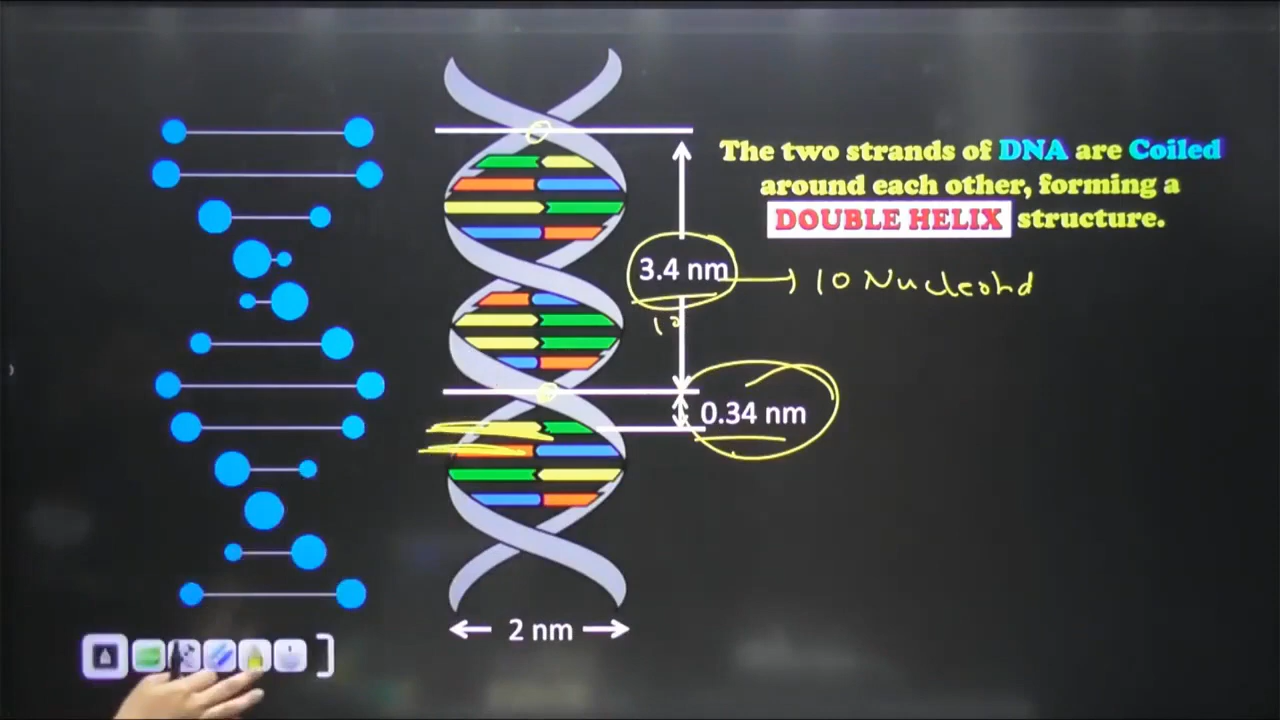 The two strands of DNA are Coiled
around each other, forming a
DOUBLE HELIX structure.
3.4 nm
10 Nucleotid
10
0.34 nm
2 nm